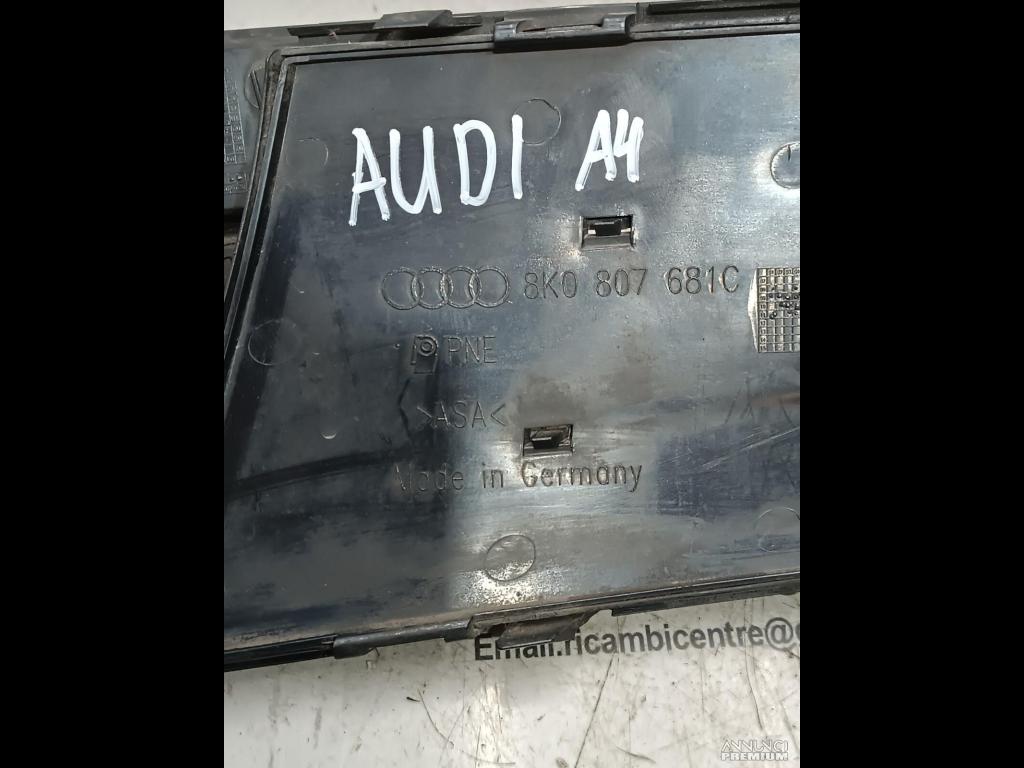 AUDI A4
8K0 807 681C
PNE
>ASA<
Made in Germany
Email.ricambicentre@
ANNUNCI
PREMIUM